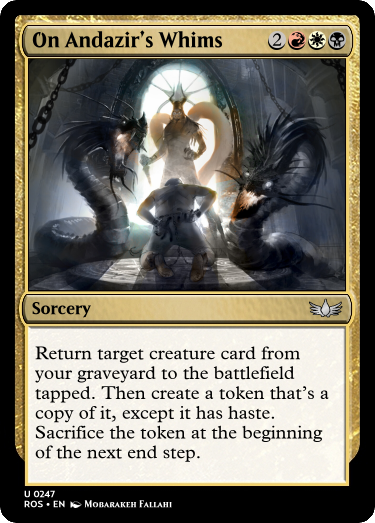 On Andazir's Whims 2
Sorcery
Return target creature card from
your graveyard to the battlefield
tapped. Then create a token that's a
copy of it, except it has haste.
Sacrifice the token at the beginning
of the next end step.
U 0247
ROS • EN Mobarakeh Fallahi